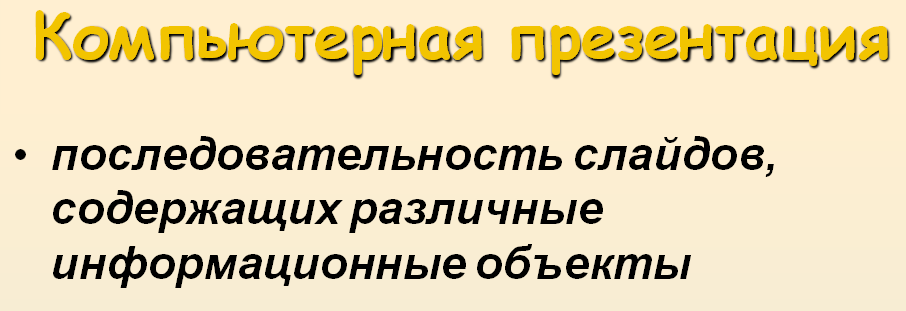 Компьютерная презентация
• последовательность слайдов,
содержащих различные
информационные объекты